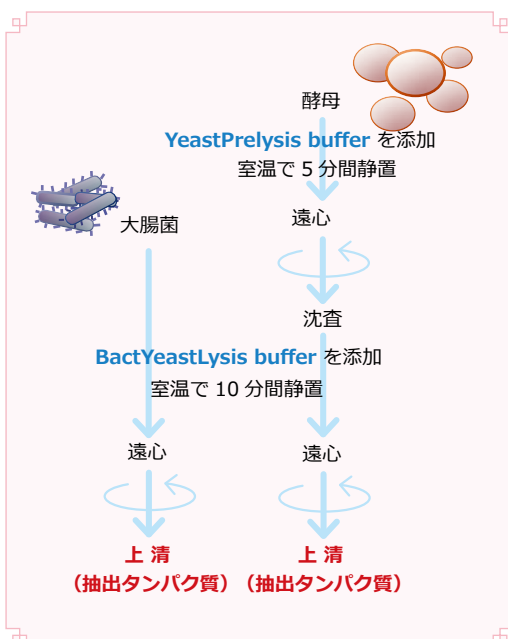 酵母
YeastPrelysis buffer を添加
室温で 5 分間静置
大腸菌
遠心
沈査
BactYeastLysis buffer を添加
室温で 10 分間静置
遠心 遠心
上 清 上 清
（抽出タンパク質） （抽出タンパク質）